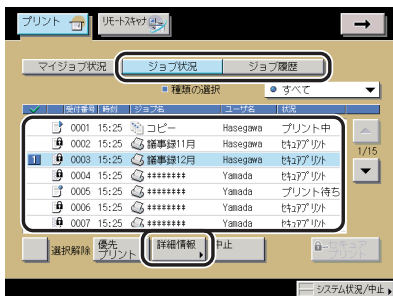 プリント リモートスキャナ
マイジョブ状況 ジョブ状況 ジョブ履歴
種類の選択 すべて
受付番号 時刻 ジョブ名 ユーザ名 状況
0001 15:25 コピー Hasegawa プリント中
0002 15:25 議事録11月 Hasegawa セキュアプリント
1 0003 15:25 議事録12月 Hasegawa セキュアプリント
0004 15:25 ******** Yamada セキュアプリント
0005 15:25 ******** Yamada プリント待ち
0006 15:25 ******** Yamada セキュアプリント
0007 15:25 ******** Yamada セキュアプリント
1/15
選択解除 優先プリント 詳細情報 中止 セキュアプリント
システム状況/中止